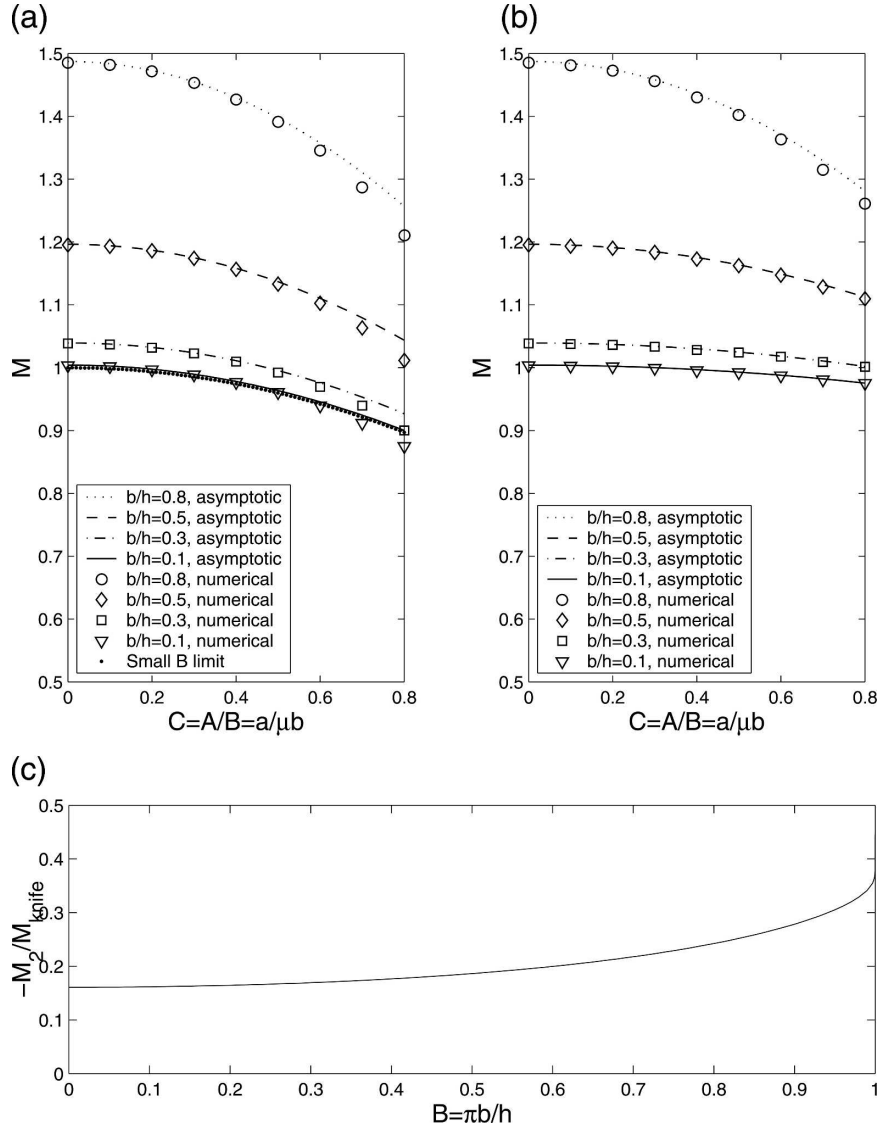 (a)
1.5
1.4
1.3
1.2
1.1
1
0.9
0.8
0.7
0.6
0.5
M
b/h=0.8, asymptotic
b/h=0.5, asymptotic
b/h=0.3, asymptotic
b/h=0.1, asymptotic
b/h=0.8, numerical
b/h=0.5, numerical
b/h=0.3, numerical
b/h=0.1, numerical
Small B limit
0 0.2 0.4 0.6 0.8
C=A/B=a/μb
(b)
1.5
1.4
1.3
1.2
1.1
1
0.9
0.8
0.7
0.6
0.5
M
b/h=0.8, asymptotic
b/h=0.5, asymptotic
b/h=0.3, asymptotic
b/h=0.1, asymptotic
b/h=0.8, numerical
b/h=0.5, numerical
b/h=0.3, numerical
b/h=0.1, numerical
0 0.2 0.4 0.6 0.8
C=A/B=a/μb
(c)
0.5
0.4
0.3
0.2
0.1
0
-M_2/M_knife
0 0.1 0.2 0.3 0.4 0.5 0.6 0.7 0.8 0.9 1
B=πb/h